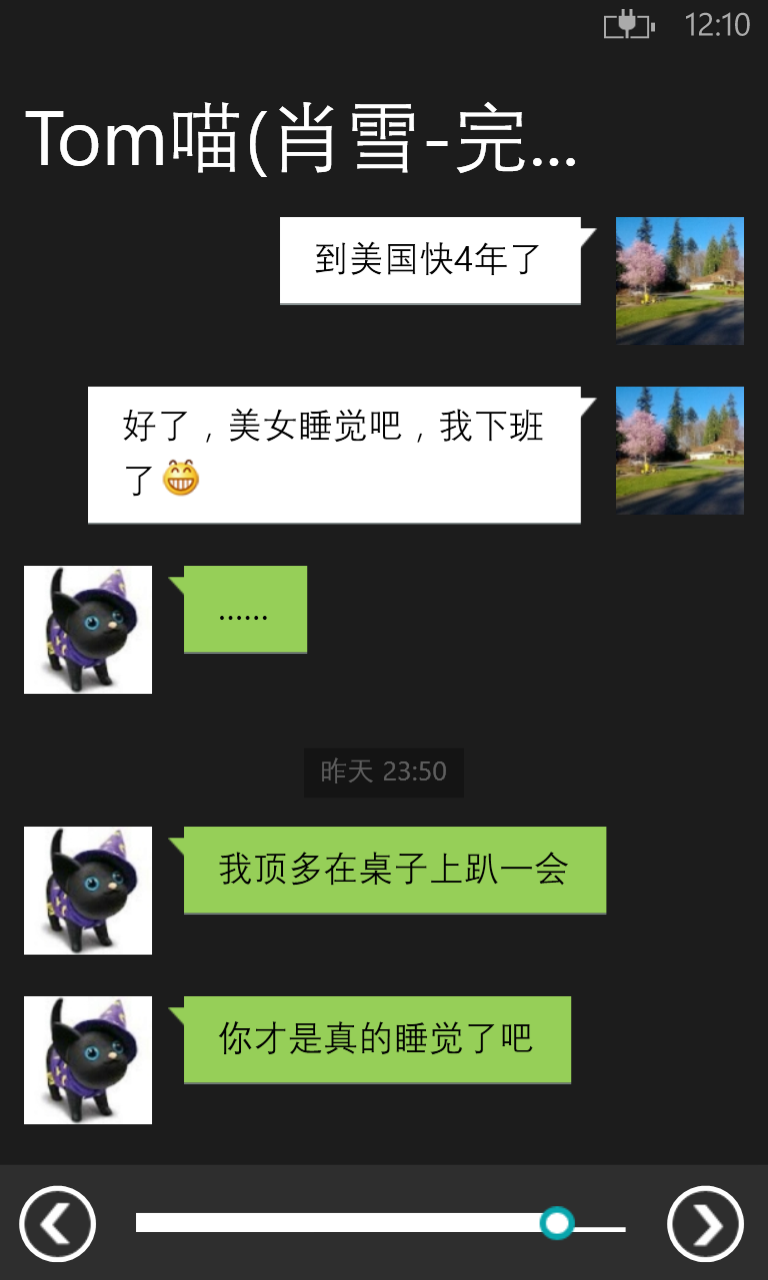 12:10
Tom喵(肖雪-完...
到美国快4年了
好了，美女睡觉吧，我下班
了😁
......
昨天 23:50
我顶多在桌子上趴一会
你才是真的睡觉了吧